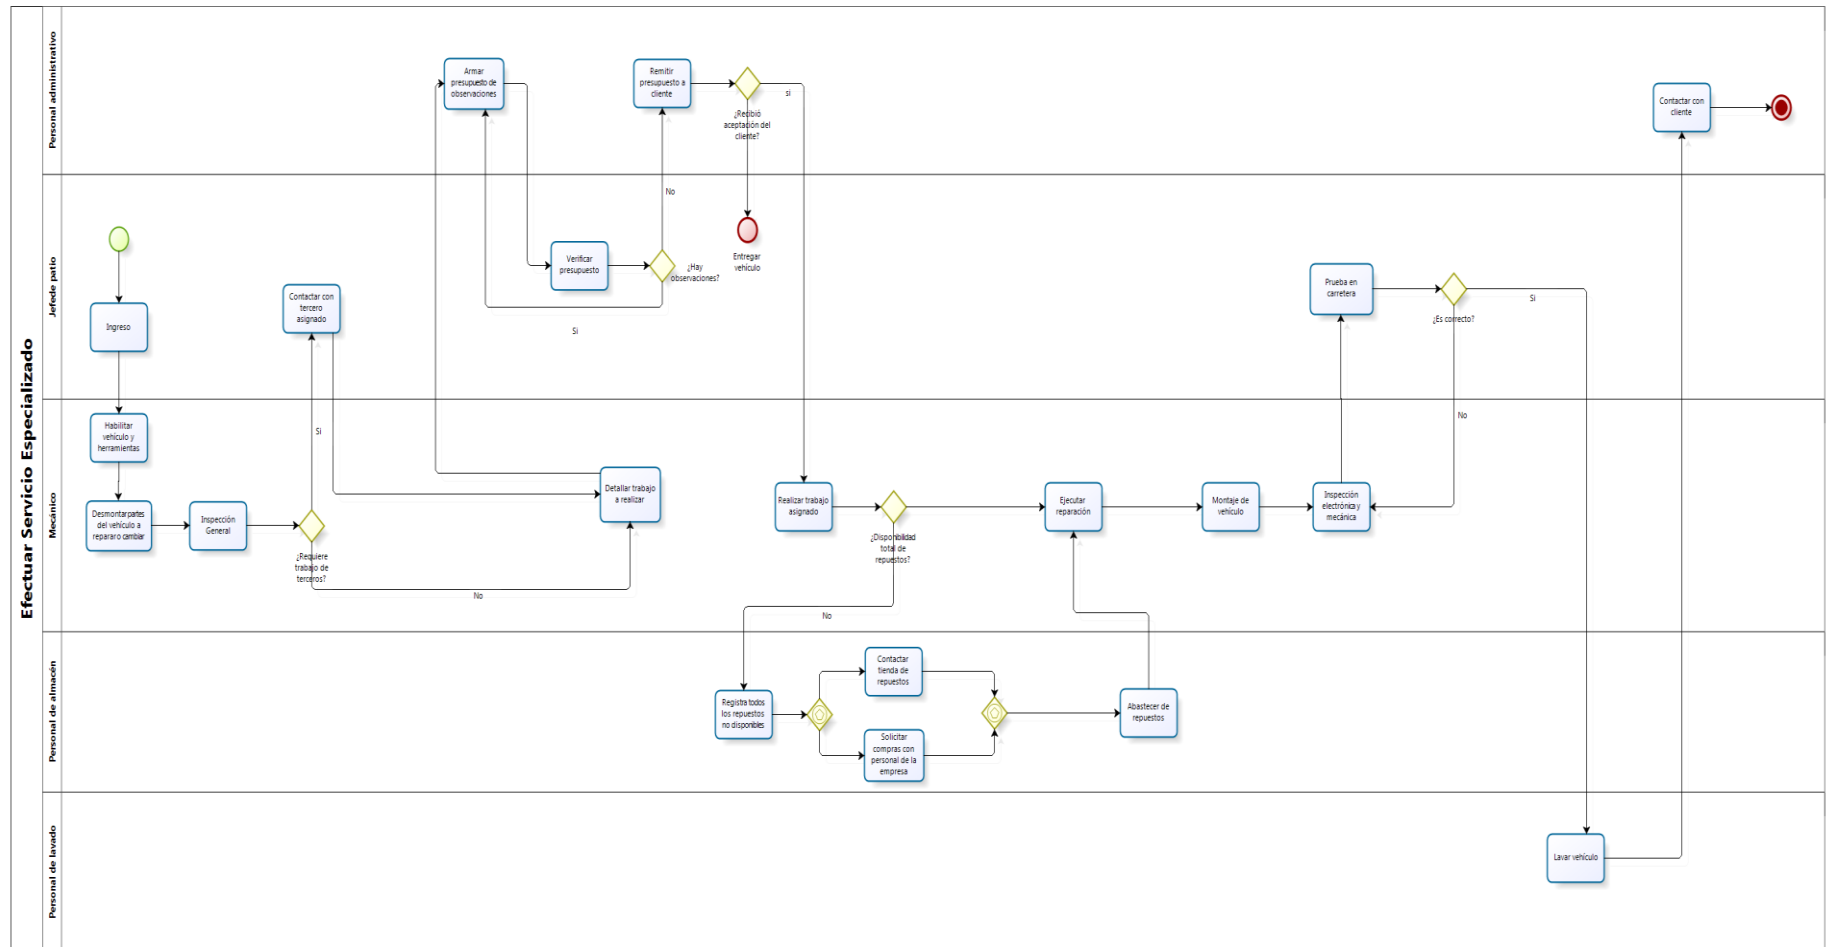 Efectuar Servicio Especializado
Personal administrativo
Armar
presupuesto de
observaciones
Remitir
presupuesto a
cliente
¿Recibió
aceptación del
cliente?
si
Contactar con
cliente
Jefe de patio
Ingreso
Contactar con
tercero
asignado
Verificar
presupuesto
¿Hay
observaciones?
No
Si
Entregar
vehículo
Prueba en
carretera
¿Es correcto?
Si
Mecánico
Habilitar
vehículo y
herramientas
Desmontar partes
del vehículo a
reparar o cambiar
Inspección
General
¿Requiere
trabajo de
terceros?
Si
No
Detallar trabajo
a realizar
Realizar trabajo
asignado
¿Disponibilidad
total de
repuestos?
No
Ejecutar
reparación
Montaje de
vehículo
Inspección
electrónica y
mecánica
No
Personal de almacén
Registra todos
los repuestos
no disponibles
Contactar
tienda de
repuestos
Solicitar
compras con
personal de la
empresa
Abastecer de
repuestos
Personal de lavado
Lavar vehículo